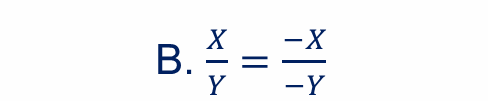 B. X/Y = −X/−Y